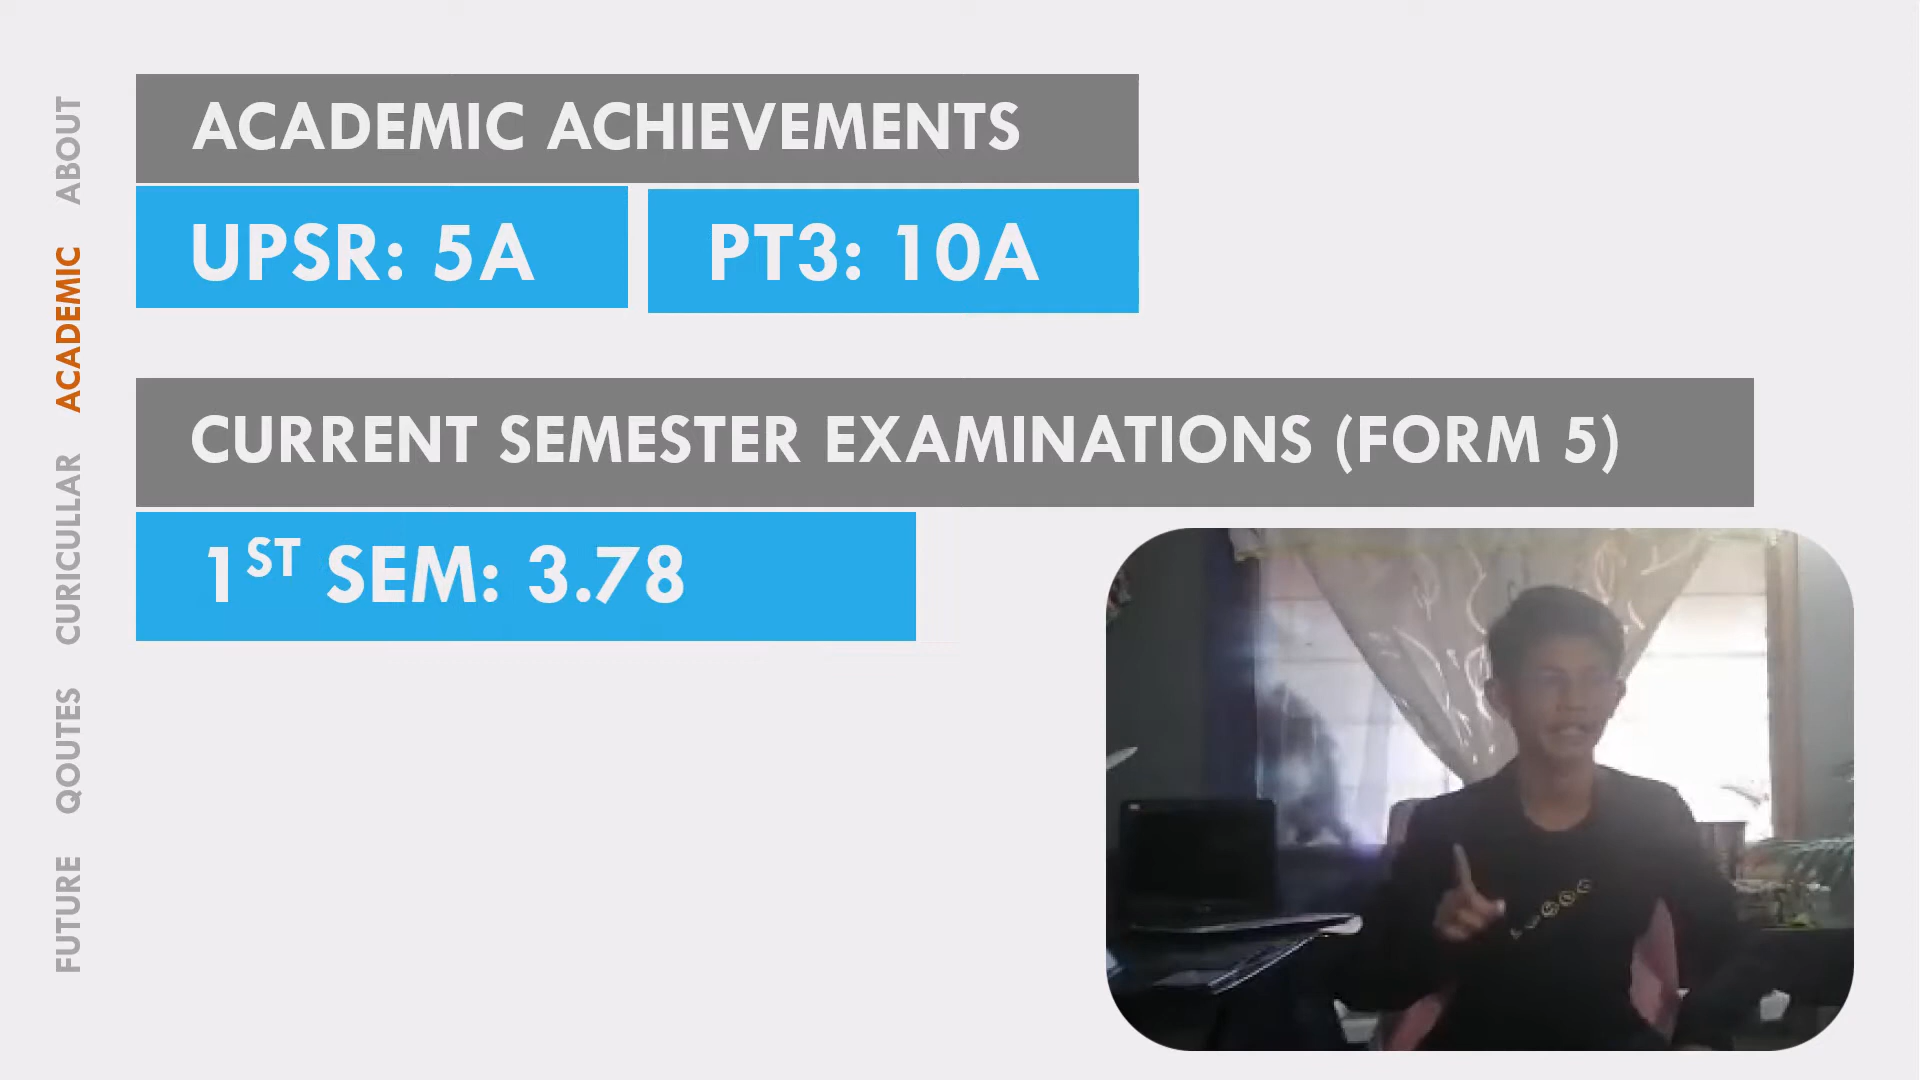 ABOUT
ACADEMIC
CURICULLAR
QOUTES
FUTURE
ACADEMIC ACHIEVEMENTS
UPSR: 5A
PT3: 10A
CURRENT SEMESTER EXAMINATIONS (FORM 5)
1ST SEM: 3.78